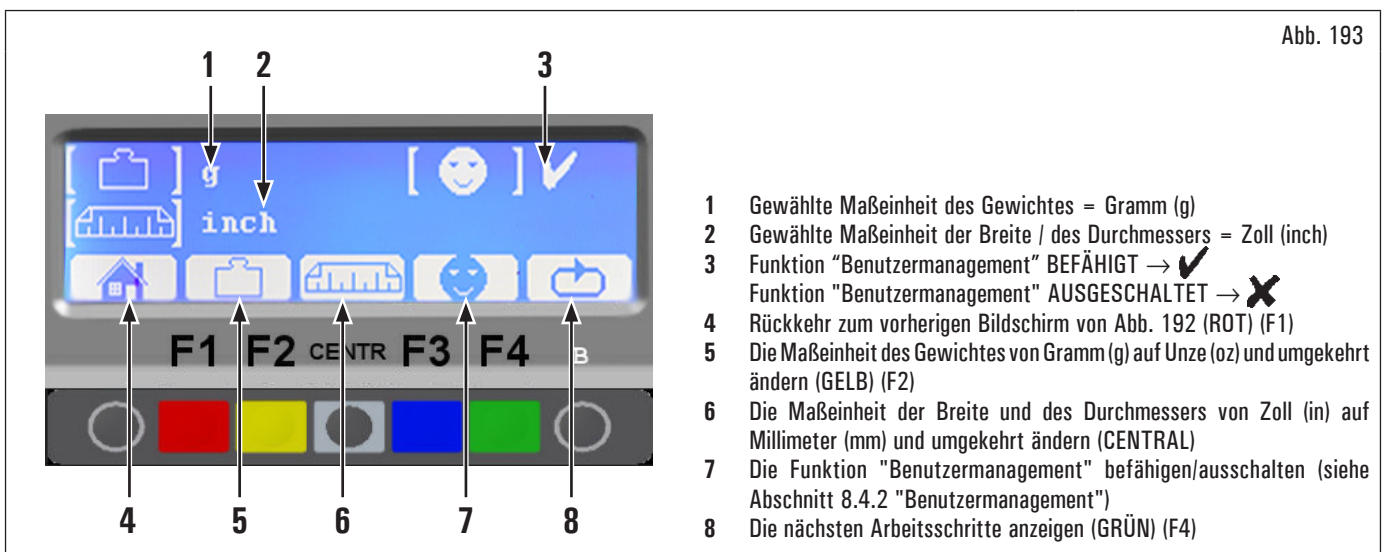 Abb. 193
1 2 3
g
inch
F1 F2 CENTR F3 F4 B
4 5 6 7 8
1 Gewählte Maßeinheit des Gewichtes = Gramm (g)
2 Gewählte Maßeinheit der Breite / des Durchmessers = Zoll (inch)
3 Funktion “Benutzermanagement” BEFÄHIGT → ✔
Funktion "Benutzermanagement" AUSGESCHALTET → ✘
4 Rückkehr zum vorherigen Bildschirm von Abb. 192 (ROT) (F1)
5 Die Maßeinheit des Gewichtes von Gramm (g) auf Unze (oz) und umgekehrt
ändern (GELB) (F2)
6 Die Maßeinheit der Breite und des Durchmessers von Zoll (in) auf
Millimeter (mm) und umgekehrt ändern (CENTRAL)
7 Die Funktion "Benutzermanagement" befähigen/ausschalten (siehe
Abschnitt 8.4.2 "Benutzermanagement")
8 Die nächsten Arbeitsschritte anzeigen (GRÜN) (F4)